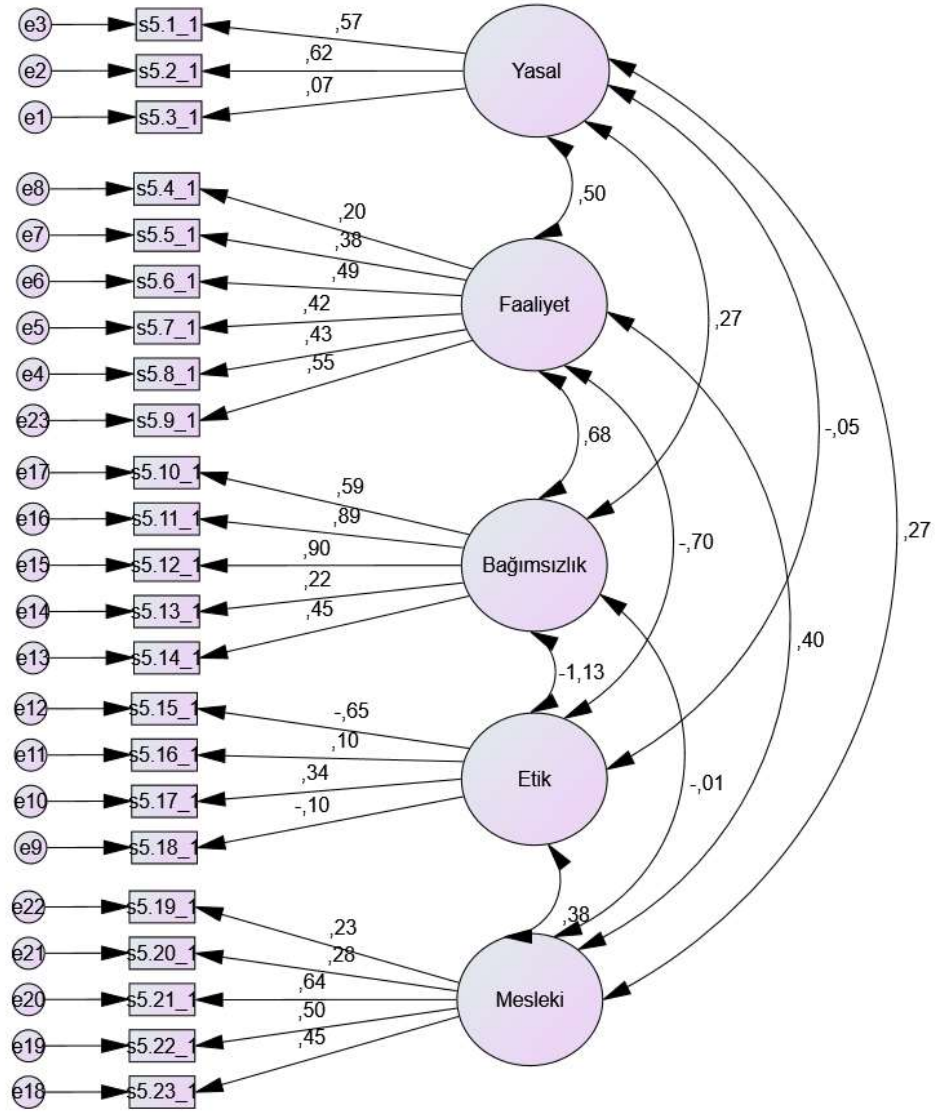 e3 s5.1_1 ,57
e2 s5.2_1 ,62 Yasal
e1 s5.3_1 ,07
,50
e8 s5.4_1 ,20
e7 s5.5_1 ,38
e6 s5.6_1 ,49 Faaliyet
e5 s5.7_1 ,42 ,27
e4 s5.8_1 ,43
e23 s5.9_1 ,55
-,05
,68
e17 s5.10_1 ,59
e16 s5.11_1 ,89
-,70 ,27
e15 s5.12_1 ,90 Bağımsızlık
e14 s5.13_1 ,22
e13 s5.14_1 ,45
,40
-1,13
e12 s5.15_1 -,65
e11 s5.16_1 ,10 Etik
e10 s5.17_1 ,34 -,01
e9 s5.18_1 -,10
e22 s5.19_1 ,23 ,38
e21 s5.20_1 ,28
e20 s5.21_1 ,64 Mesleki
e19 s5.22_1 ,50
e18 s5.23_1 ,45